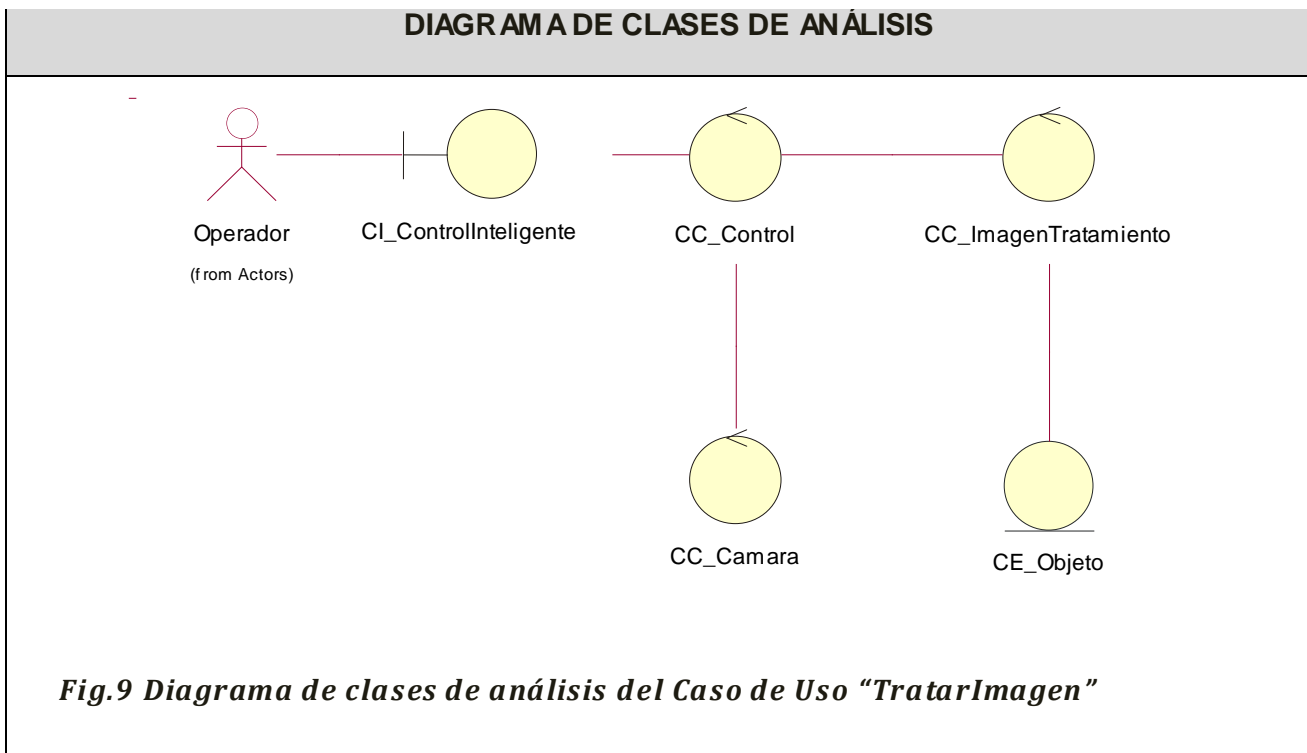 DIAGRAMA DE CLASES DE ANÁLISIS
Operador
(from Actors)
CI_ControlInteligente
CC_Control
CC_ImagenTratamiento
CC_Camara
CE_Objeto
Fig.9 Diagrama de clases de análisis del Caso de Uso “TratarImagen”